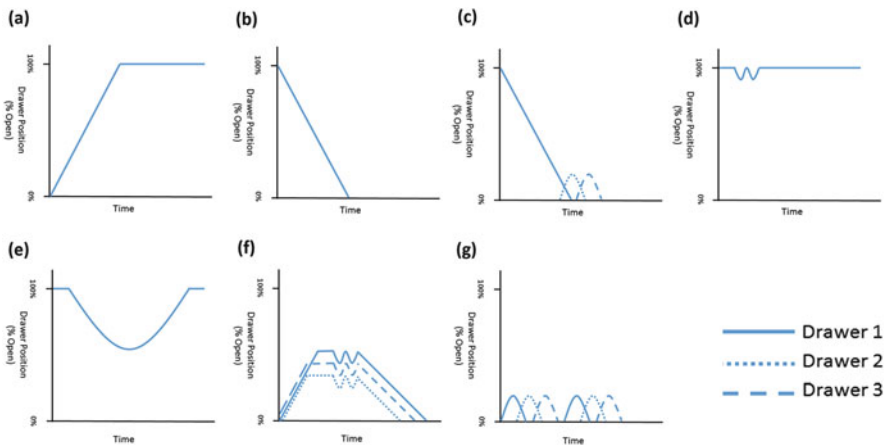 (a)
100%
Drawer Position
(% Open)
0%
Time
(b)
100%
Drawer Position
(% Open)
0%
Time
(c)
100%
Drawer Position
(% Open)
0%
Time
(d)
100%
Drawer Position
(% Open)
0%
Time
(e)
100%
Drawer Position
(% Open)
0%
Time
(f)
100%
Drawer Position
(% Open)
0%
Time
(g)
100%
Drawer Position
(% Open)
0%
Time
Drawer 1
Drawer 2
Drawer 3